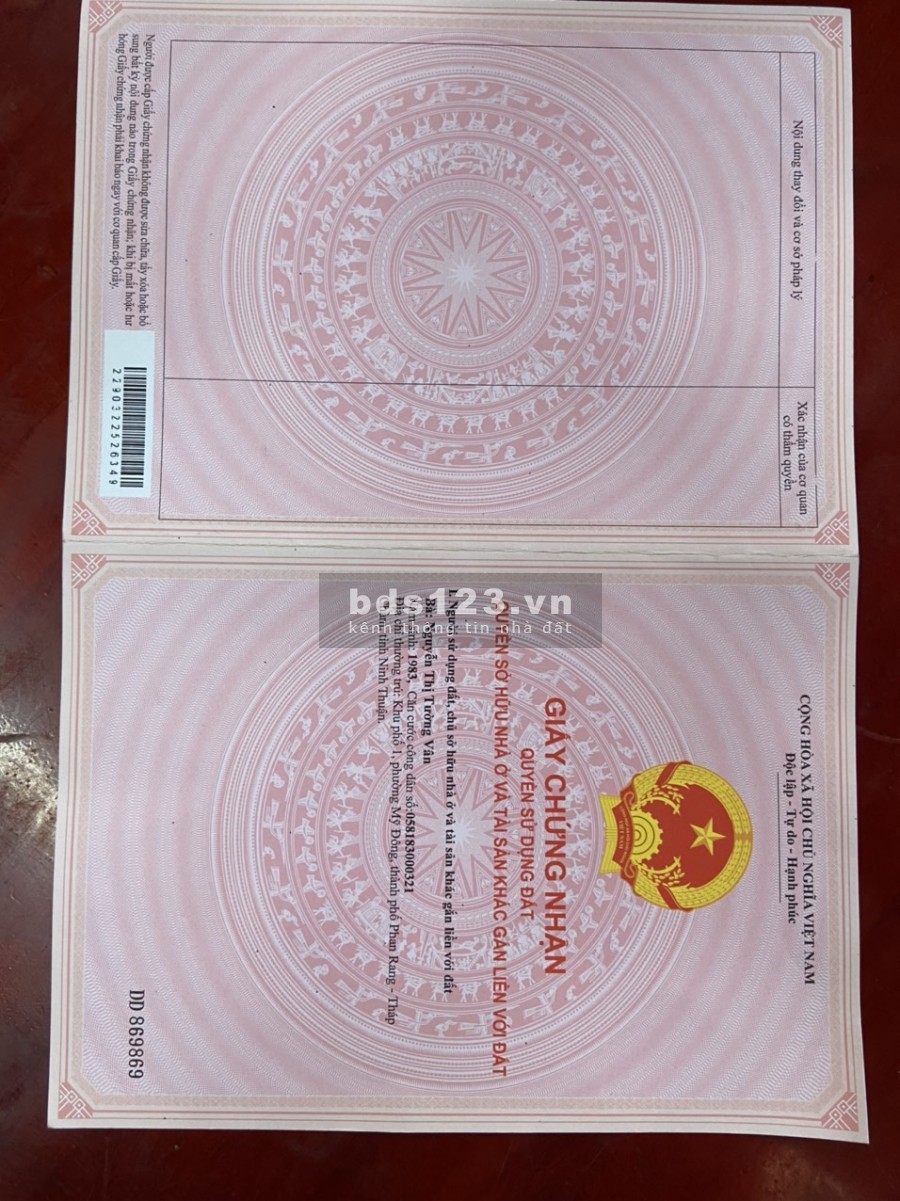 Nội dung thay đổi và cơ sở pháp lý
Xác nhận của cơ quan
có thẩm quyền
Người được cấp Giấy chứng nhận không được sửa chữa, tẩy xóa hoặc bổ
sung bất kỳ nội dung nào trong Giấy chứng nhận; khi bị mất hoặc hư
hỏng Giấy chứng nhận phải khai báo ngay với cơ quan cấp Giấy.
2290322526349
CỘNG HÒA XÃ HỘI CHỦ NGHĨA VIỆT NAM
Độc lập - Tự do - Hạnh phúc
GIẤY CHỨNG NHẬN
QUYỀN SỬ DỤNG ĐẤT
QUYỀN SỞ HỮU NHÀ Ở VÀ TÀI SẢN KHÁC GẮN LIỀN VỚI ĐẤT
I. Người sử dụng đất, chủ sở hữu nhà ở và tài sản khác gắn liền với đất
Bà: Nguyễn Thị Tường Vân
sinh: 1983, Căn cước công dân số:058183000321
Địa chỉ thường trú: Khu phố 1, phường Mỹ Đông, thành phố Phan Rang - Tháp
tỉnh Ninh Thuận.
DD 869869
bds123.vn
kênh thông tin nhà đất